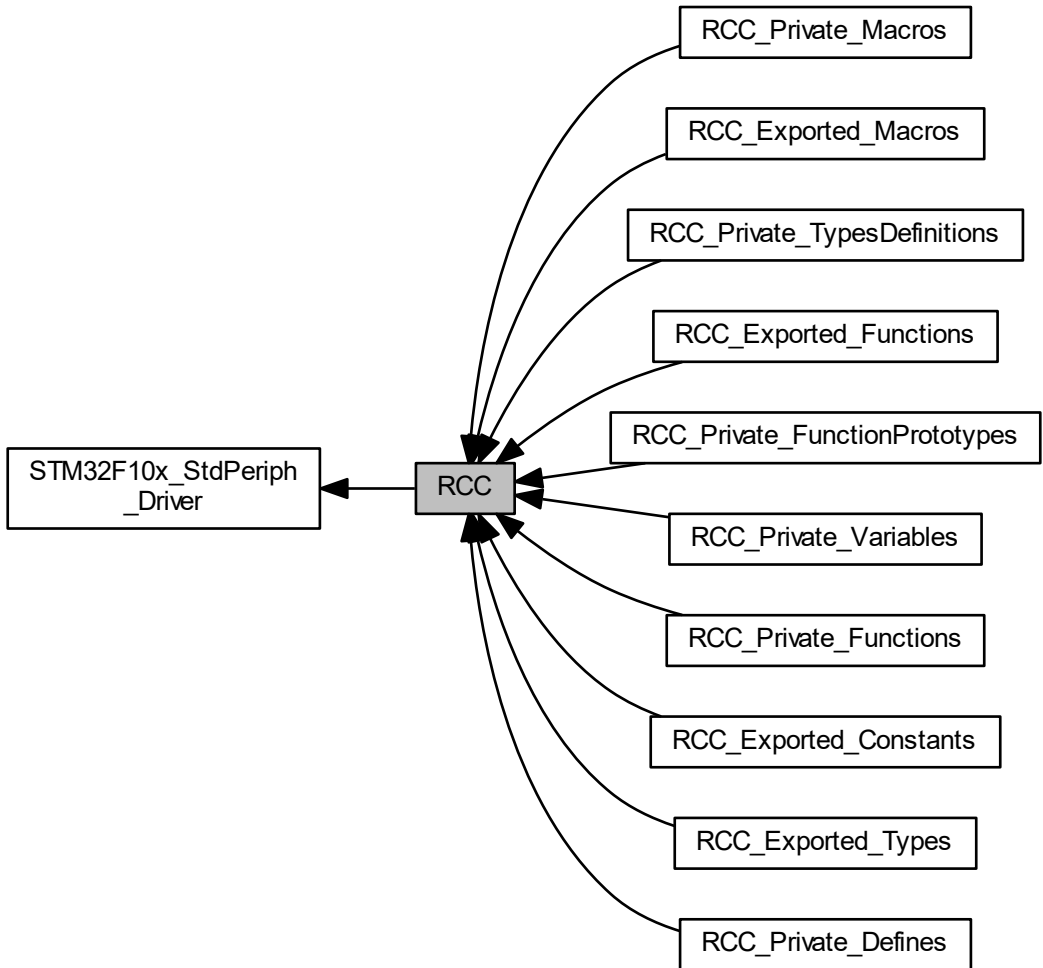 RCC_Private_Macros
RCC_Exported_Macros
RCC_Private_TypesDefinitions
RCC_Exported_Functions
RCC_Private_FunctionPrototypes
STM32F10x_StdPeriph
_Driver
RCC
RCC_Private_Variables
RCC_Private_Functions
RCC_Exported_Constants
RCC_Exported_Types
RCC_Private_Defines